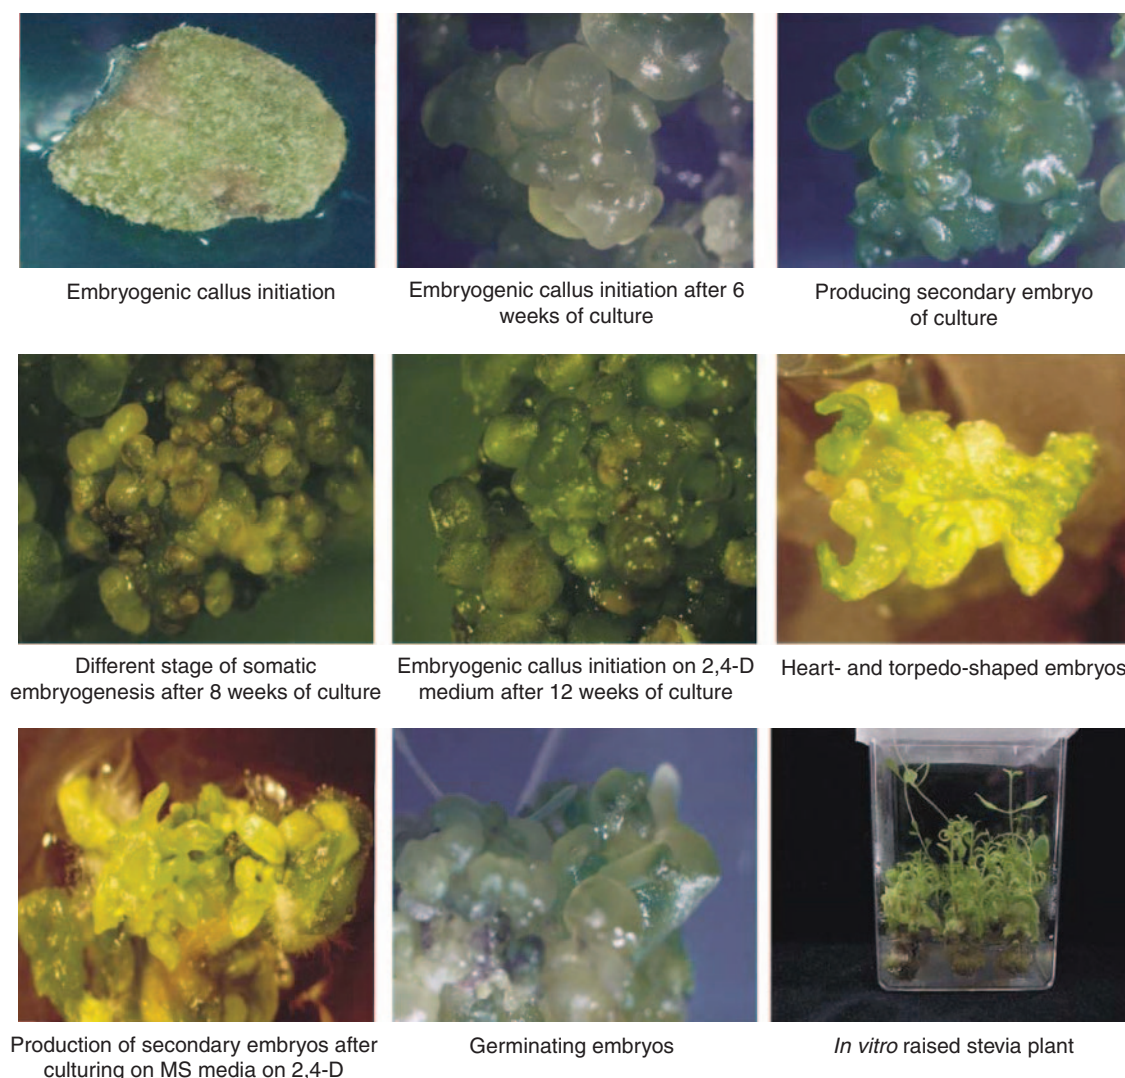 Embryogenic callus initiation
Embryogenic callus initiation after 6
weeks of culture
Producing secondary embryo
of culture
Different stage of somatic
embryogenesis after 8 weeks of culture
Embryogenic callus initiation on 2,4-D
medium after 12 weeks of culture
Heart- and torpedo-shaped embryos
Production of secondary embryos after
culturing on MS media on 2,4-D
Germinating embryos
In vitro raised stevia plant